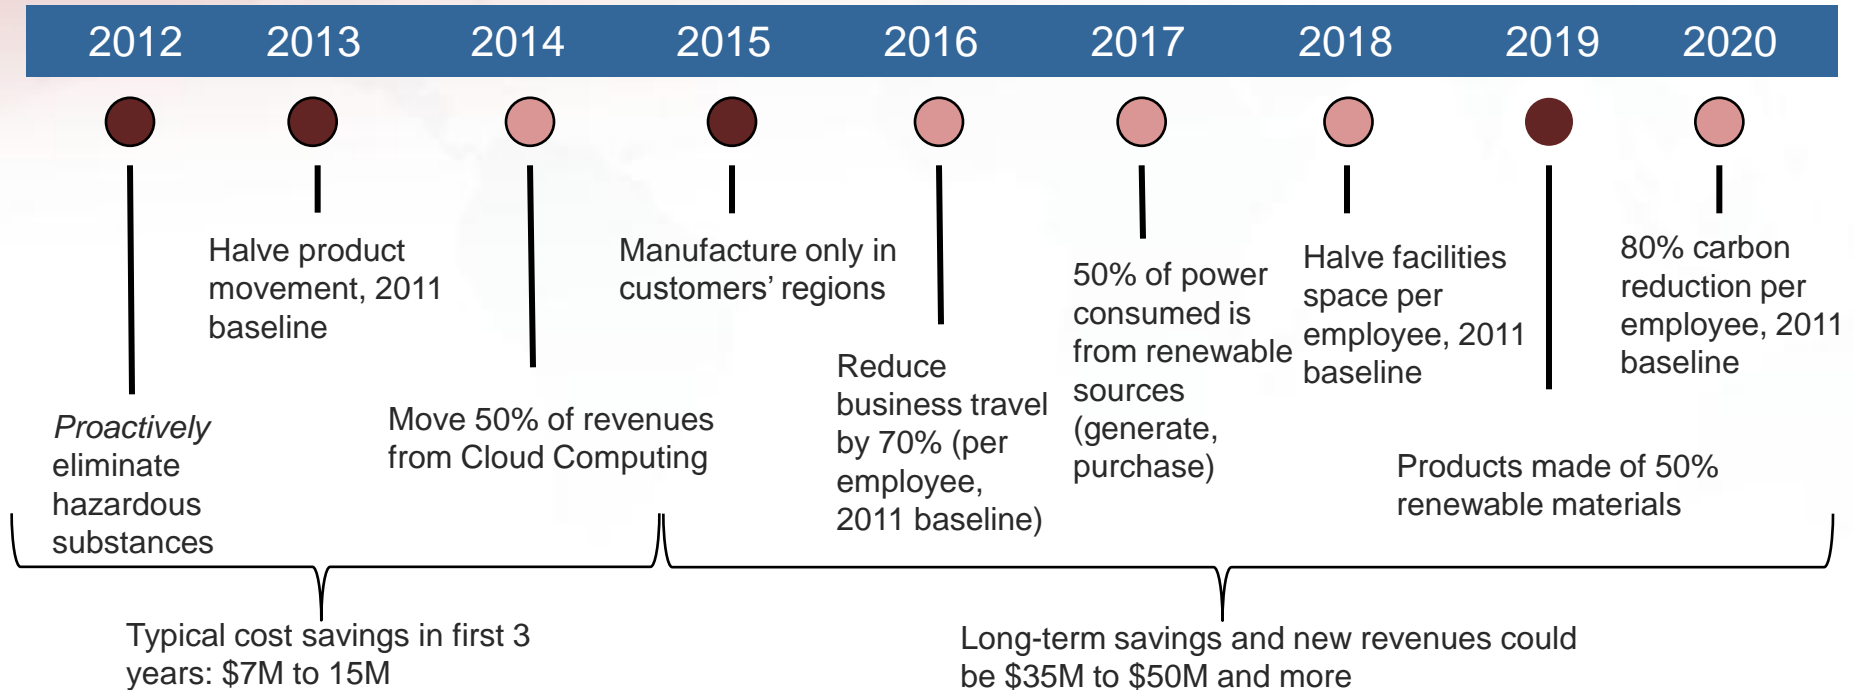 2012 2013 2014 2015 2016 2017 2018 2019 2020
Proactively
eliminate
hazardous
substances
Halve product
movement, 2011
baseline
Move 50% of revenues
from Cloud Computing
Manufacture only in
customers’ regions
Reduce
business travel
by 70% (per
employee,
2011 baseline)
50% of power
consumed is
from renewable
sources
(generate,
purchase)
Halve facilities
space per
employee, 2011
baseline
Products made of 50%
renewable materials
80% carbon
reduction per
employee, 2011
baseline
Typical cost savings in first 3
years: $7M to 15M
Long-term savings and new revenues could
be $35M to $50M and more